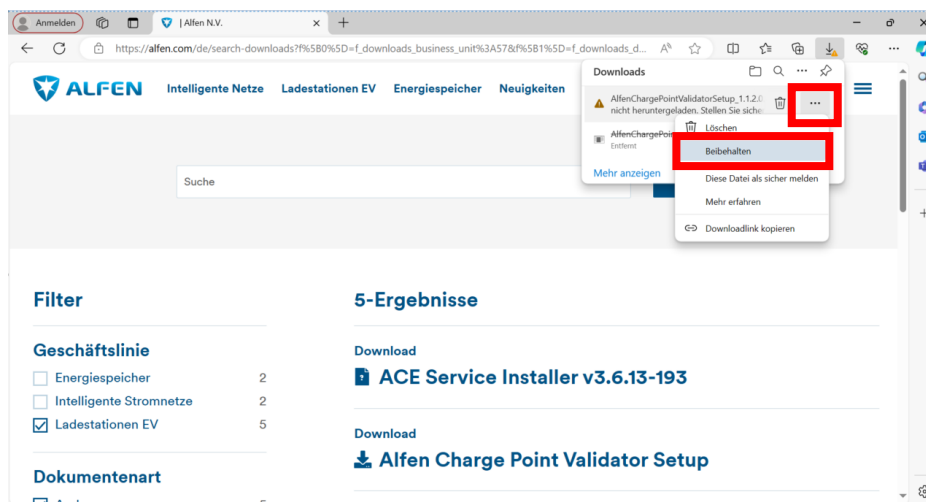 Anmelden
| Alfen N.V.
https://alfen.com/de/search-downloads?f%5B0%5D=f_downloads_business_unit%3A57&f%5B1%5D=f_downloads_d...
ALFEN
Intelligente Netze Ladestationen EV Energiespeicher Neuigkeiten
Downloads
AlfenChargePointValidatorSetup_1.1.2.0
nicht heruntergeladen. Stellen Sie siche
Löschen
Beibehalten
Diese Datei als sicher melden
Mehr erfahren
Downloadlink kopieren
AlfenChargePoin
Entfernt
Mehr anzeigen
Suche
Filter
Geschäftslinie
Energiespeicher 2
Intelligente Stromnetze 2
Ladestationen EV 5
Dokumentenart
5-Ergebnisse
Download
ACE Service Installer v3.6.13-193
Download
Alfen Charge Point Validator Setup